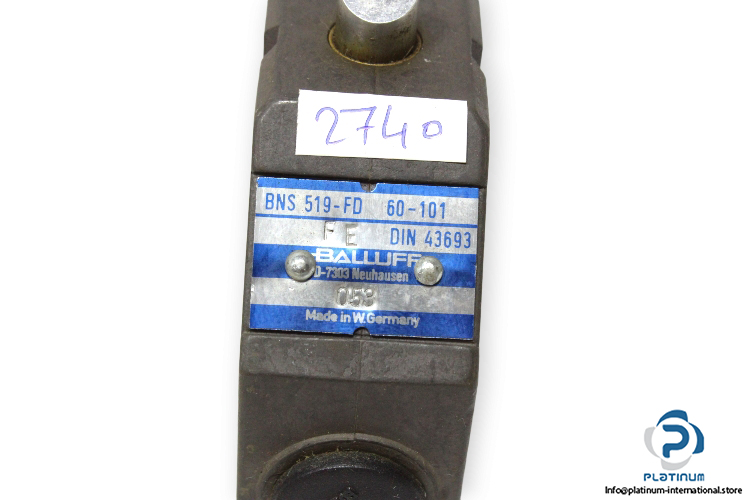 2740
BNS 519-FD 60-101
FE DIN 43693
BALLUFF
D-7303 Neuhausen
058
Made in W.Germany
PLATINUM
Info@platinum-international.store